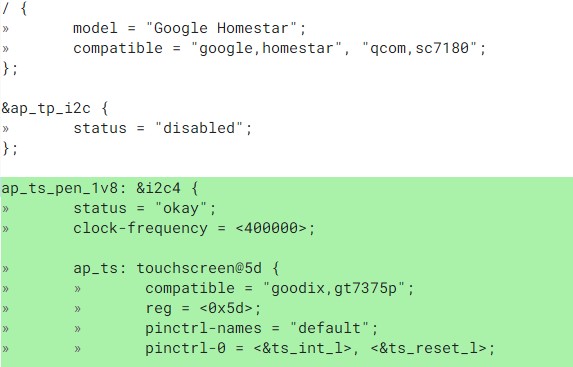 / {
»       model = "Google Homestar";
»       compatible = "google,homestar", "qcom,sc7180";
};

&ap_tp_i2c {
»       status = "disabled";
};

ap_ts_pen_1v8: &i2c4 {
»       status = "okay";
»       clock-frequency = <400000>;

»       ap_ts: touchscreen@5d {
»       »       compatible = "goodix,gt7375p";
»       »       reg = <0x5d>;
»       »       pinctrl-names = "default";
»       »       pinctrl-0 = <&ts_int_l>, <&ts_reset_l>;